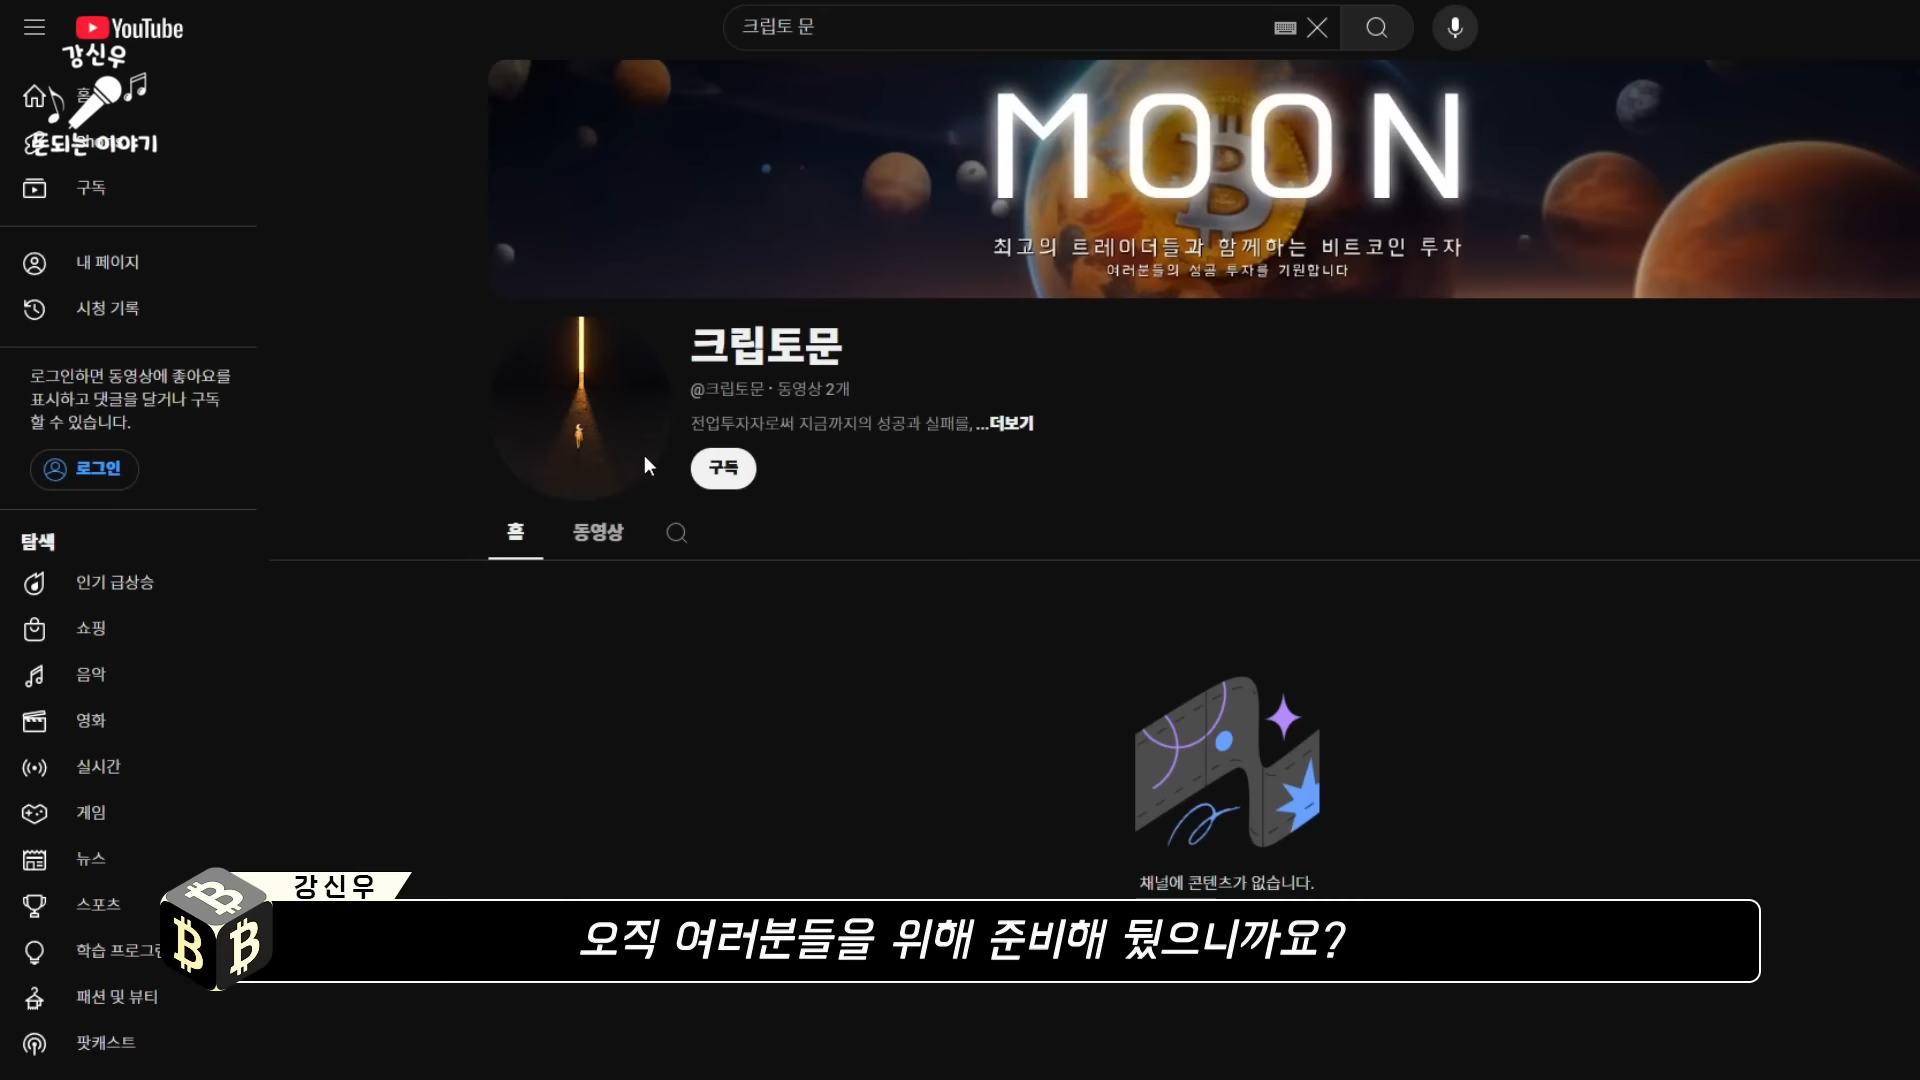 YouTube
크립토 문
강신우
홈
돈되는 이야기
구독
내 페이지
시청 기록
로그인하면 동영상에 좋아요를
표시하고 댓글을 달거나 구독
할 수 있습니다.
로그인
탐색
인기 급상승
쇼핑
음악
영화
실시간
게임
뉴스
스포츠
학습 프로그
패션 및 뷰티
팟캐스트
MOON
최고의 트레이더들과 함께하는 비트코인 투자
여러분들의 성공 투자를 기원합니다
크립토문
@크립토문 · 동영상 2개
전업투자자로써 지금까지의 성공과 실패를, ...더보기
구독
홈 동영상
채널에 콘텐츠가 없습니다.
강신우
오직 여러분들을 위해 준비해 뒀으니까요?